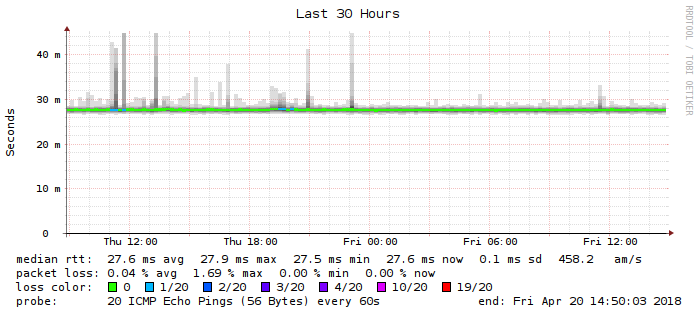 Last 30 Hours
RRDTOOL / TOBI OETIKER
Seconds
40 m
30 m
20 m
10 m
0
Thu 12:00 Thu 18:00 Fri 00:00 Fri 06:00 Fri 12:00
median rtt: 27.6 ms avg 27.9 ms max 27.5 ms min 27.6 ms now 0.1 ms sd 458.2 am/s
packet loss: 0.04 % avg 1.69 % max 0.00 % min 0.00 % now
loss color: 0 1/20 2/20 3/20 4/20 10/20 19/20
probe: 20 ICMP Echo Pings (56 Bytes) every 60s end: Fri Apr 20 14:50:03 2018